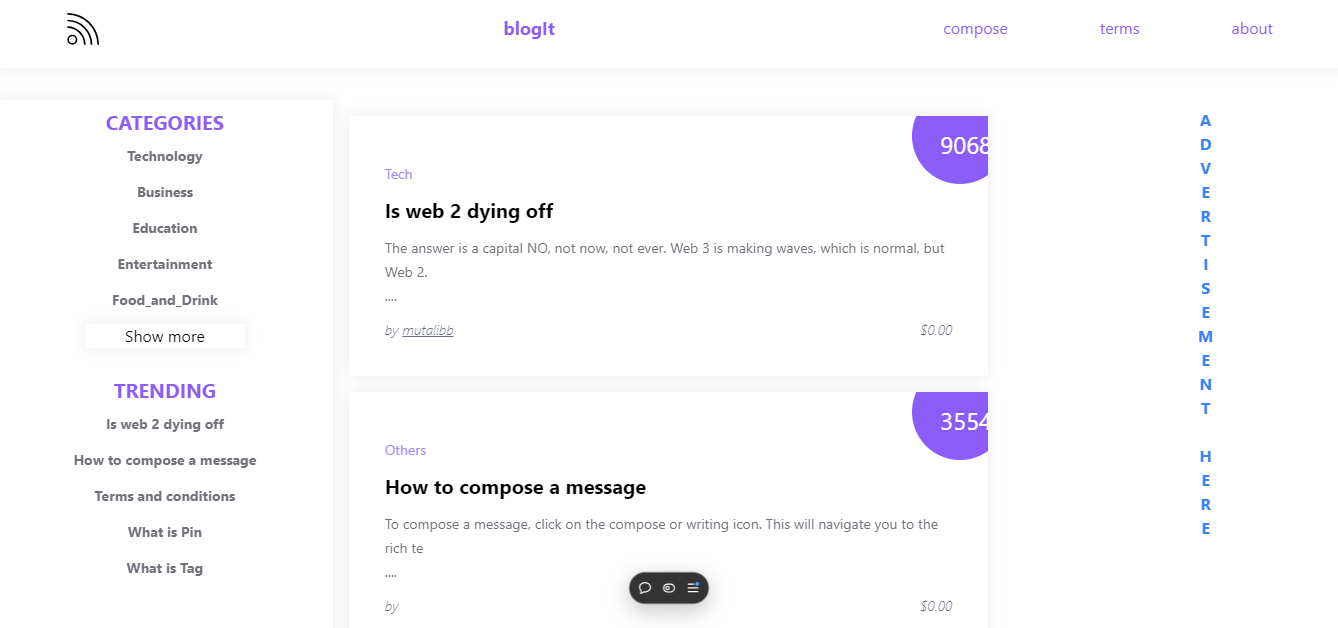 blogIt
compose
terms
about
CATEGORIES
Technology
Business
Education
Entertainment
Food_and_Drink
Show more
TRENDING
Is web 2 dying off
How to compose a message
Terms and conditions
What is Pin
What is Tag
9068
Tech
Is web 2 dying off
The answer is a capital NO, not now, not ever. Web 3 is making waves, which is normal, but
Web 2.
....
by mutalibb
$0.00
3554
Others
How to compose a message
To compose a message, click on the compose or writing icon. This will navigate you to the
rich te
....
by
$0.00
A
D
V
E
R
T
I
S
E
M
E
N
T
H
E
R
E